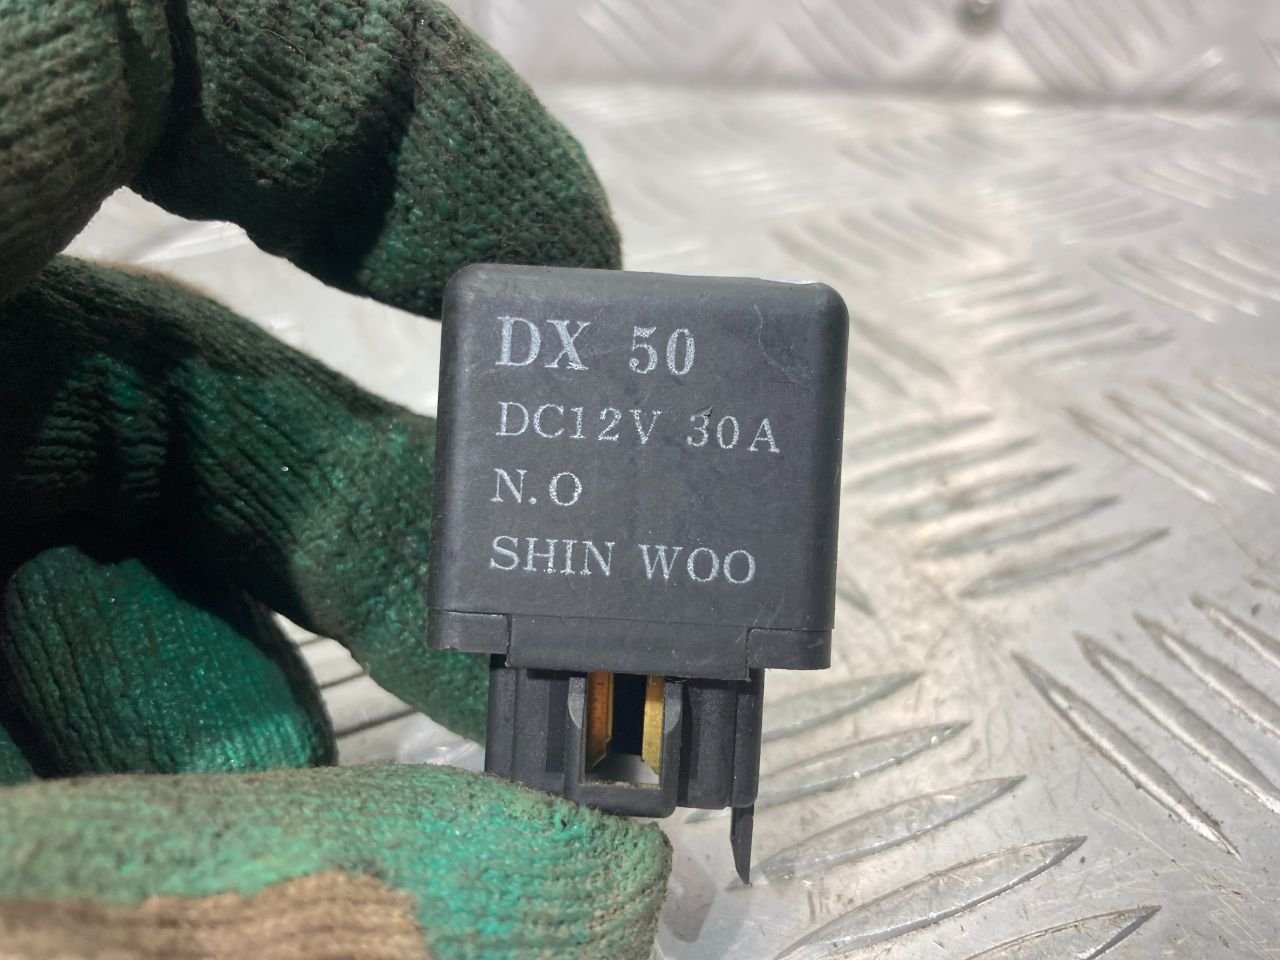 DX 50
DC12V 30A
N.O
SHIN WOO